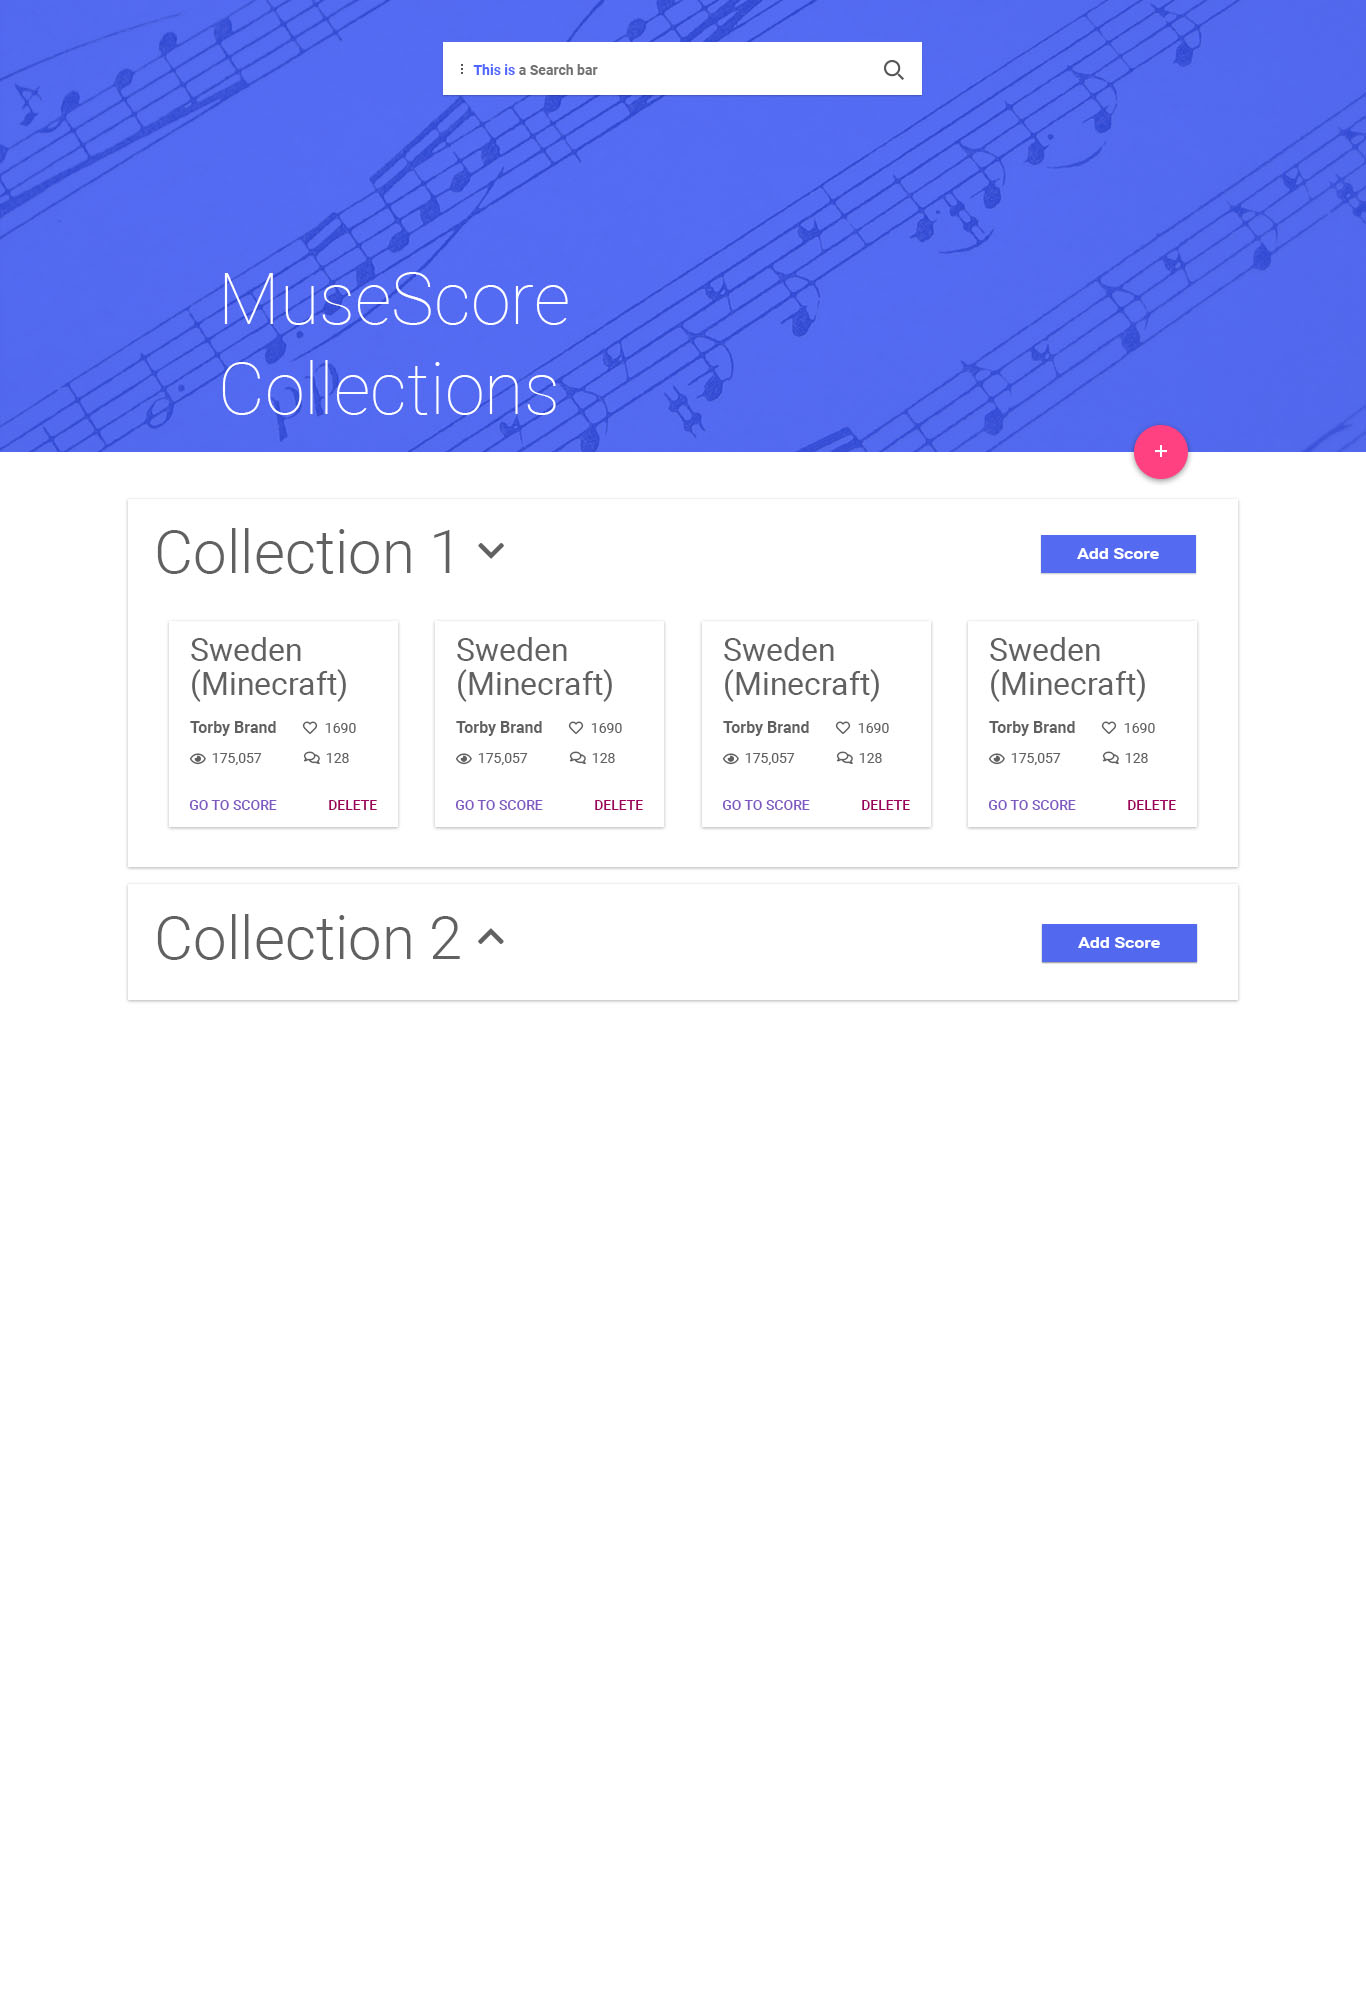 This is a Search bar
MuseScore
Collections
+
Collection 1
Add Score
Sweden
(Minecraft)
Torby Brand 1690
175,057 128
GO TO SCORE DELETE
Sweden
(Minecraft)
Torby Brand 1690
175,057 128
GO TO SCORE DELETE
Sweden
(Minecraft)
Torby Brand 1690
175,057 128
GO TO SCORE DELETE
Sweden
(Minecraft)
Torby Brand 1690
175,057 128
GO TO SCORE DELETE
Collection 2
Add Score